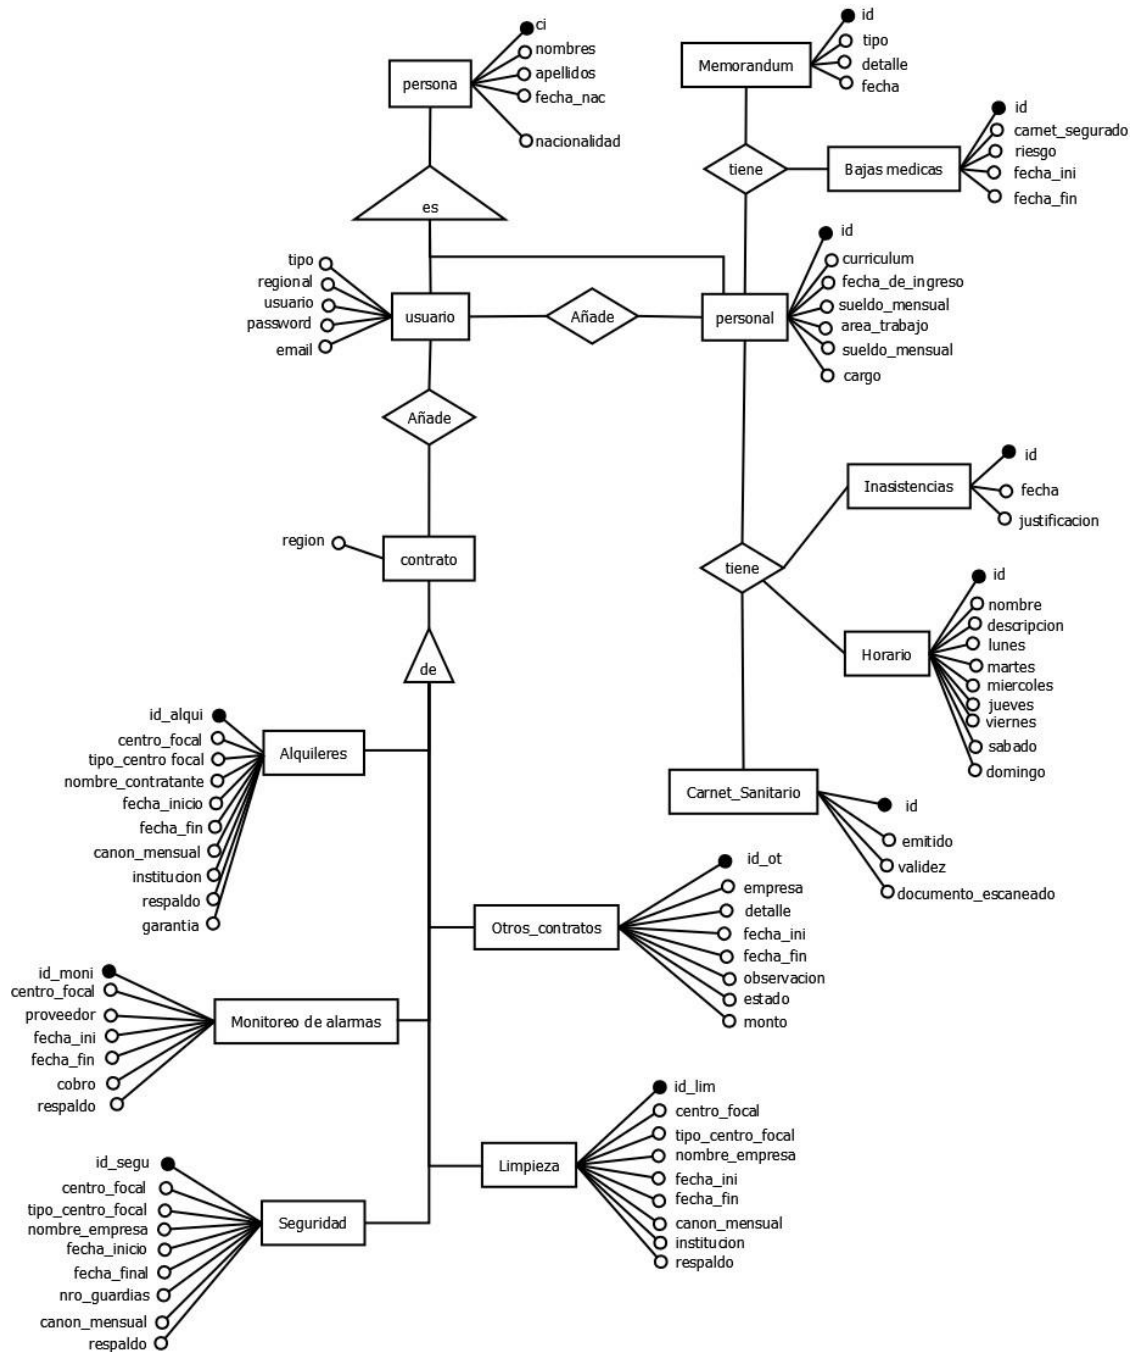 persona
ci
nombres
apellidos
fecha_nac
nacionalidad
Memorandum
id
tipo
detalle
fecha
tiene
Bajas medicas
id
carnet_segurado
riesgo
fecha_ini
fecha_fin
es
tipo
regional
usuario
password
email
usuario
Añade
personal
id
curriculum
fecha_de_ingreso
sueldo_mensual
area_trabajo
sueldo_mensual
cargo
Añade
region
contrato
de
tiene
Inasistencias
id
fecha
justificacion
Horario
id
nombre
descripcion
lunes
martes
miercoles
jueves
viernes
sabado
domingo
Carnet_Sanitario
id
emitido
validez
documento_escaneado
id_alqui
centro_focal
tipo_centro focal
nombre_contratante
fecha_inicio
fecha_fin
canon_mensual
institucion
respaldo
garantia
Alquileres
Otros_contratos
id_ot
empresa
detalle
fecha_ini
fecha_fin
observacion
estado
monto
id_moni
centro_focal
proveedor
fecha_ini
fecha_fin
cobro
respaldo
Monitoreo de alarmas
Limpieza
id_lim
centro_focal
tipo_centro_focal
nombre_empresa
fecha_ini
fecha_fin
canon_mensual
institucion
respaldo
id_segu
centro_focal
tipo_centro_focal
nombre_empresa
fecha_inicio
fecha_final
nro_guardias
canon_mensual
respaldo
Seguridad